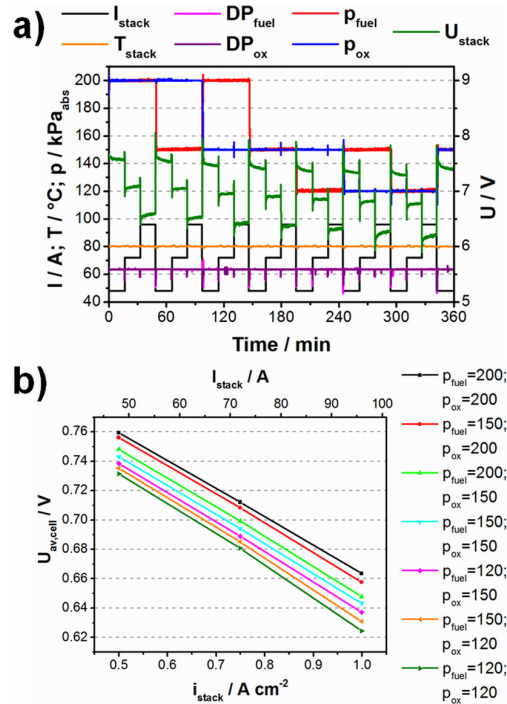 a)
I_stack DP_fuel p_fuel U_stack
T_stack DP_ox p_ox
I / A; T / °C; p / kPa_abs
200
180
160
140
120
100
80
60
40
9
8
7
6
5
U / V
0 60 120 180 240 300 360
Time / min
b)
I_stack / A
50 60 70 80 90 100
U_av,cell / V
0.76
0.74
0.72
0.70
0.68
0.66
0.64
0.62
0.5 0.6 0.7 0.8 0.9 1.0
i_stack / A cm⁻²
p_fuel=200;
p_ox=200
p_fuel=150;
p_ox=200
p_fuel=200;
p_ox=150
p_fuel=150;
p_ox=150
p_fuel=120;
p_ox=150
p_fuel=150;
p_ox=120
p_fuel=120;
p_ox=120